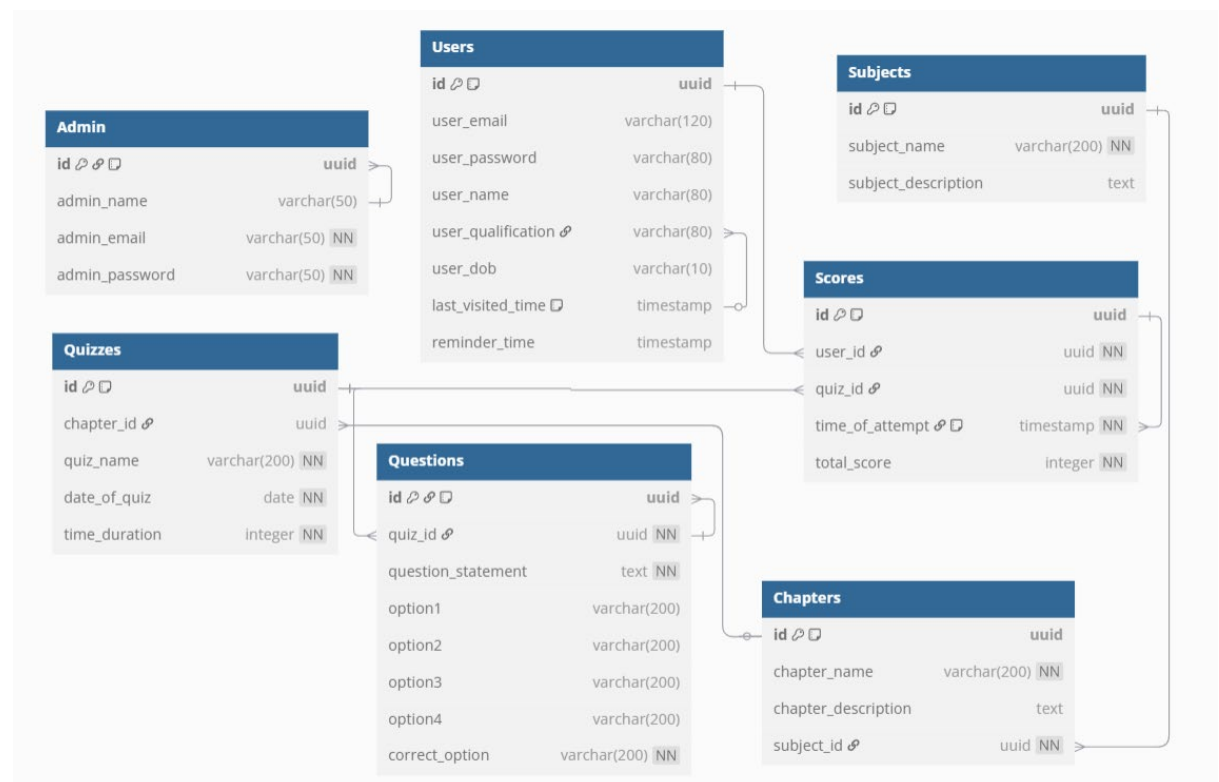 Users
id uuid
user_email varchar(120)
user_password varchar(80)
user_name varchar(80)
user_qualification varchar(80)
user_dob varchar(10)
last_visited_time timestamp
reminder_time timestamp
Subjects
id uuid
subject_name varchar(200) NN
subject_description text
Admin
id uuid
admin_name varchar(50)
admin_email varchar(50) NN
admin_password varchar(50) NN
Scores
id uuid
user_id uuid NN
quiz_id uuid NN
time_of_attempt timestamp NN
total_score integer NN
Quizzes
id uuid
chapter_id uuid
quiz_name varchar(200) NN
date_of_quiz date NN
time_duration integer NN
Questions
id uuid
quiz_id uuid NN
question_statement text NN
option1 varchar(200)
option2 varchar(200)
option3 varchar(200)
option4 varchar(200)
correct_option varchar(200) NN
Chapters
id uuid
chapter_name varchar(200) NN
chapter_description text
subject_id uuid NN